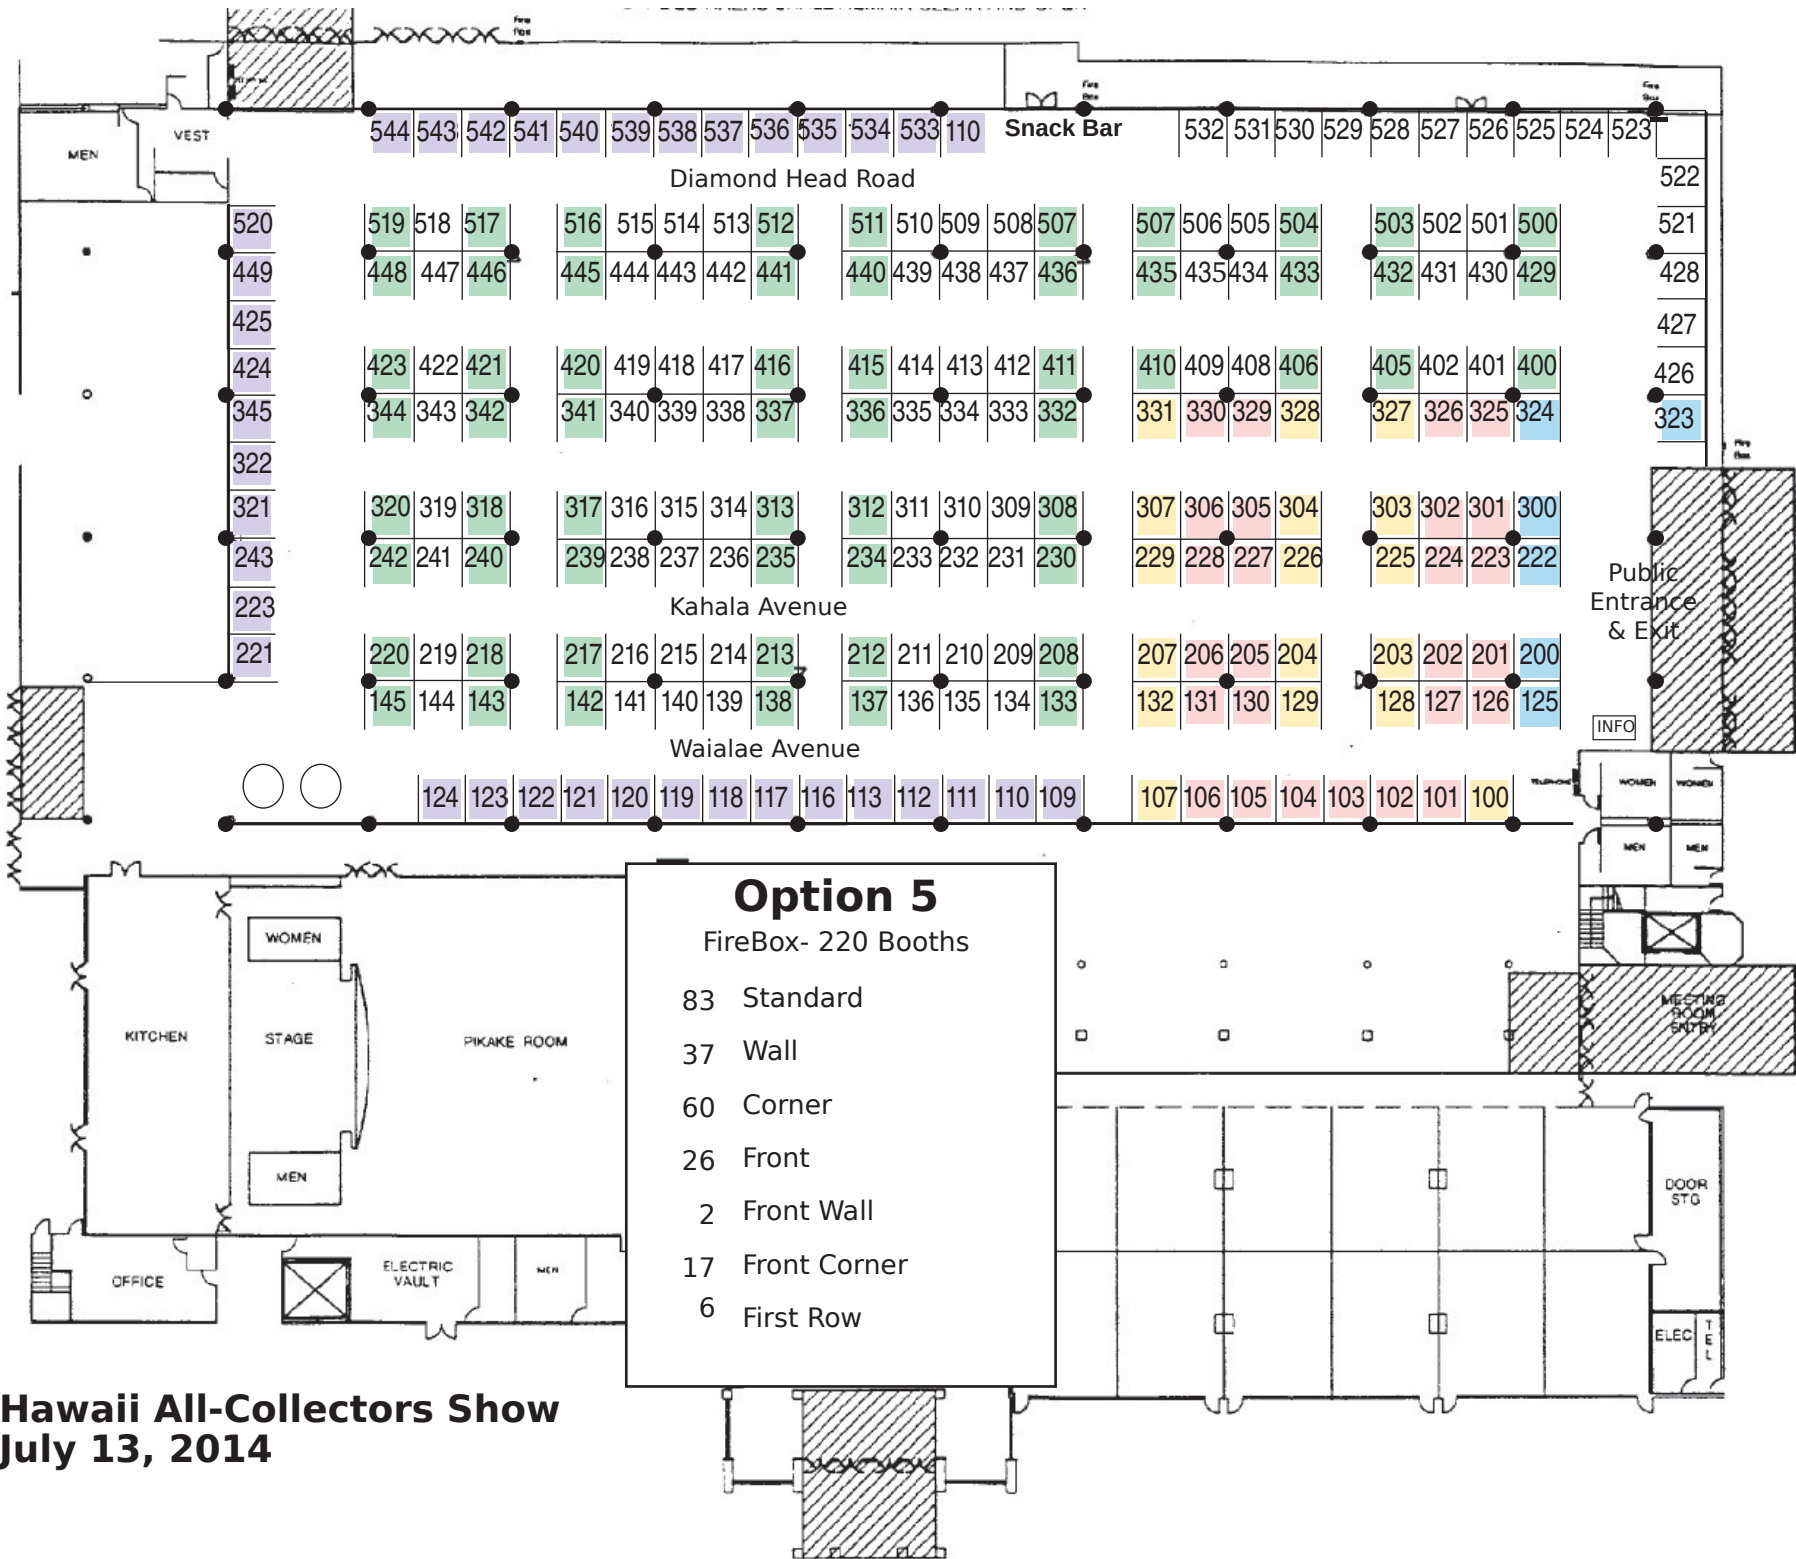 Fire
Box
Fire
Box
Fire
Box
544 543 542 541 540 539 538 537 536 535 534 533 110
Snack Bar
532 531 530 529 528 527 526 525 524 523
VEST
MEN
Diamond Head Road
522
520
519 518 517
516 515 514 513 512
511 510 509 508 507
507 506 505 504
503 502 501 500
521
449
448 447 446
445 444 443 442 441
440 439 438 437 436
435 435 434 433
432 431 430 429
428
425
427
424
423 422 421
420 419 418 417 416
415 414 413 412 411
410 409 408 406
405 402 401 400
426
345
344 343 342
341 340 339 338 337
336 335 334 333 332
331 330 329 328
327 326 325 324
323
Fire
Box
322
321
320 319 318
317 316 315 314 313
312 311 310 309 308
307 306 305 304
303 302 301 300
243
242 241 240
239 238 237 236 235
234 233 232 231 230
229 228 227 226
225 224 223 222
Public
Entrance
& Exit
223
Kahala Avenue
221
220 219 218
217 216 215 214 213
212 211 210 209 208
207 206 205 204
203 202 201 200
145 144 143
142 141 140 139 138
137 136 135 134 133
132 131 130 129
128 127 126 125
INFO
Waialae Avenue
TELEPHONE
WOMEN
WOMEN
124 123 122 121 120 119 118 117 116 113 112 111 110 109
107 106 105 104 103 102 101 100
MEN
MEN
Option 5
FireBox- 220 Booths
83 Standard
37 Wall
60 Corner
26 Front
2 Front Wall
17 Front Corner
6 First Row
WOMEN
KITCHEN
STAGE
PIKAKE ROOM
MEETING
ROOM
ENTRY
MEN
DOOR
STG
OFFICE
ELECTRIC
VAULT
MEN
ELEC
TEL
Hawaii All-Collectors Show
July 13, 2014